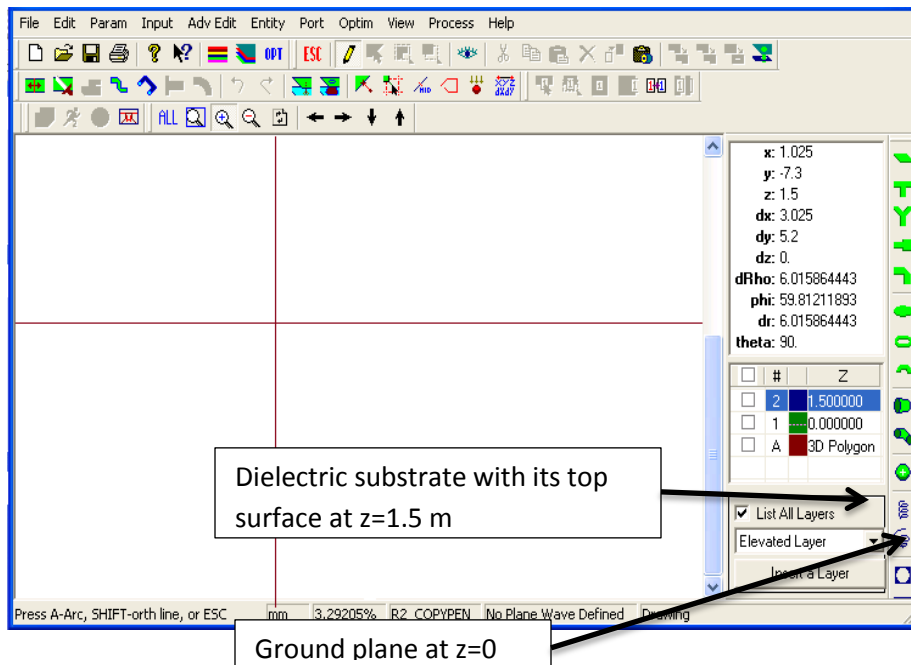 File Edit Param Input Adv Edit Entity Port Optim View Process Help
OPT ESC MID XYZ dXdY
ALL
x: 1.025
y: -7.3
z: 1.5
dx: 3.025
dy: 5.2
dz: 0.
dRho: 6.015864443
phi: 59.81211893
dr: 6.015864443
theta: 90.
# Z
2 1.500000
1 0.000000
A 3D Polygon
Dielectric substrate with its top
surface at z=1.5 m
List All Layers
Elevated Layer
Insert a Layer
Press A-Arc, SHIFT-orth line, or ESC mm 3.29205% R2_COPYPEN No Plane Wave Defined Drawing
Ground plane at z=0